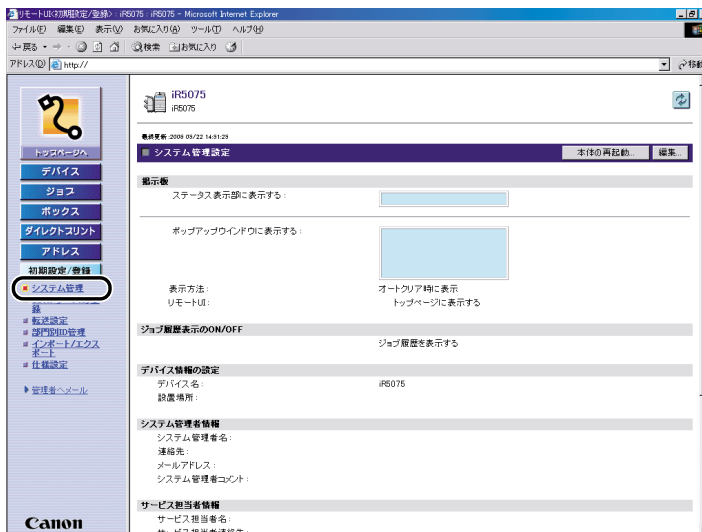 リモートUI<初期設定/登録> : iR5075 : iR5075 - Microsoft Internet Explorer
ファイル(F) 編集(E) 表示(V) お気に入り(A) ツール(T) ヘルプ(H)
戻る 検索 お気に入り
アドレス(D) http:// 移動
iR5075
iR5075
最終更新 :2005 03/22 14:31:25
トップページへ
デバイス
ジョブ
ボックス
ダイレクトプリント
アドレス
初期設定/登録
システム管理
録
転送設定
部門別ID管理
インポート/エクス
ポート
仕様設定
管理者へメール
Canon
システム管理設定 本体の再起動... 編集...
掲示板
ステータス表示部に表示する :
ポップアップウインドウに表示する :
表示方法 : オートクリア時に表示
リモートUI : トップページに表示する
ジョブ履歴表示のON/OFF
ジョブ履歴を表示する
デバイス情報の設定
デバイス名 : iR5075
設置場所 :
システム管理者情報
システム管理者名 :
連絡先 :
メールアドレス :
システム管理者コメント :
サービス担当者情報
サービス担当者名 :